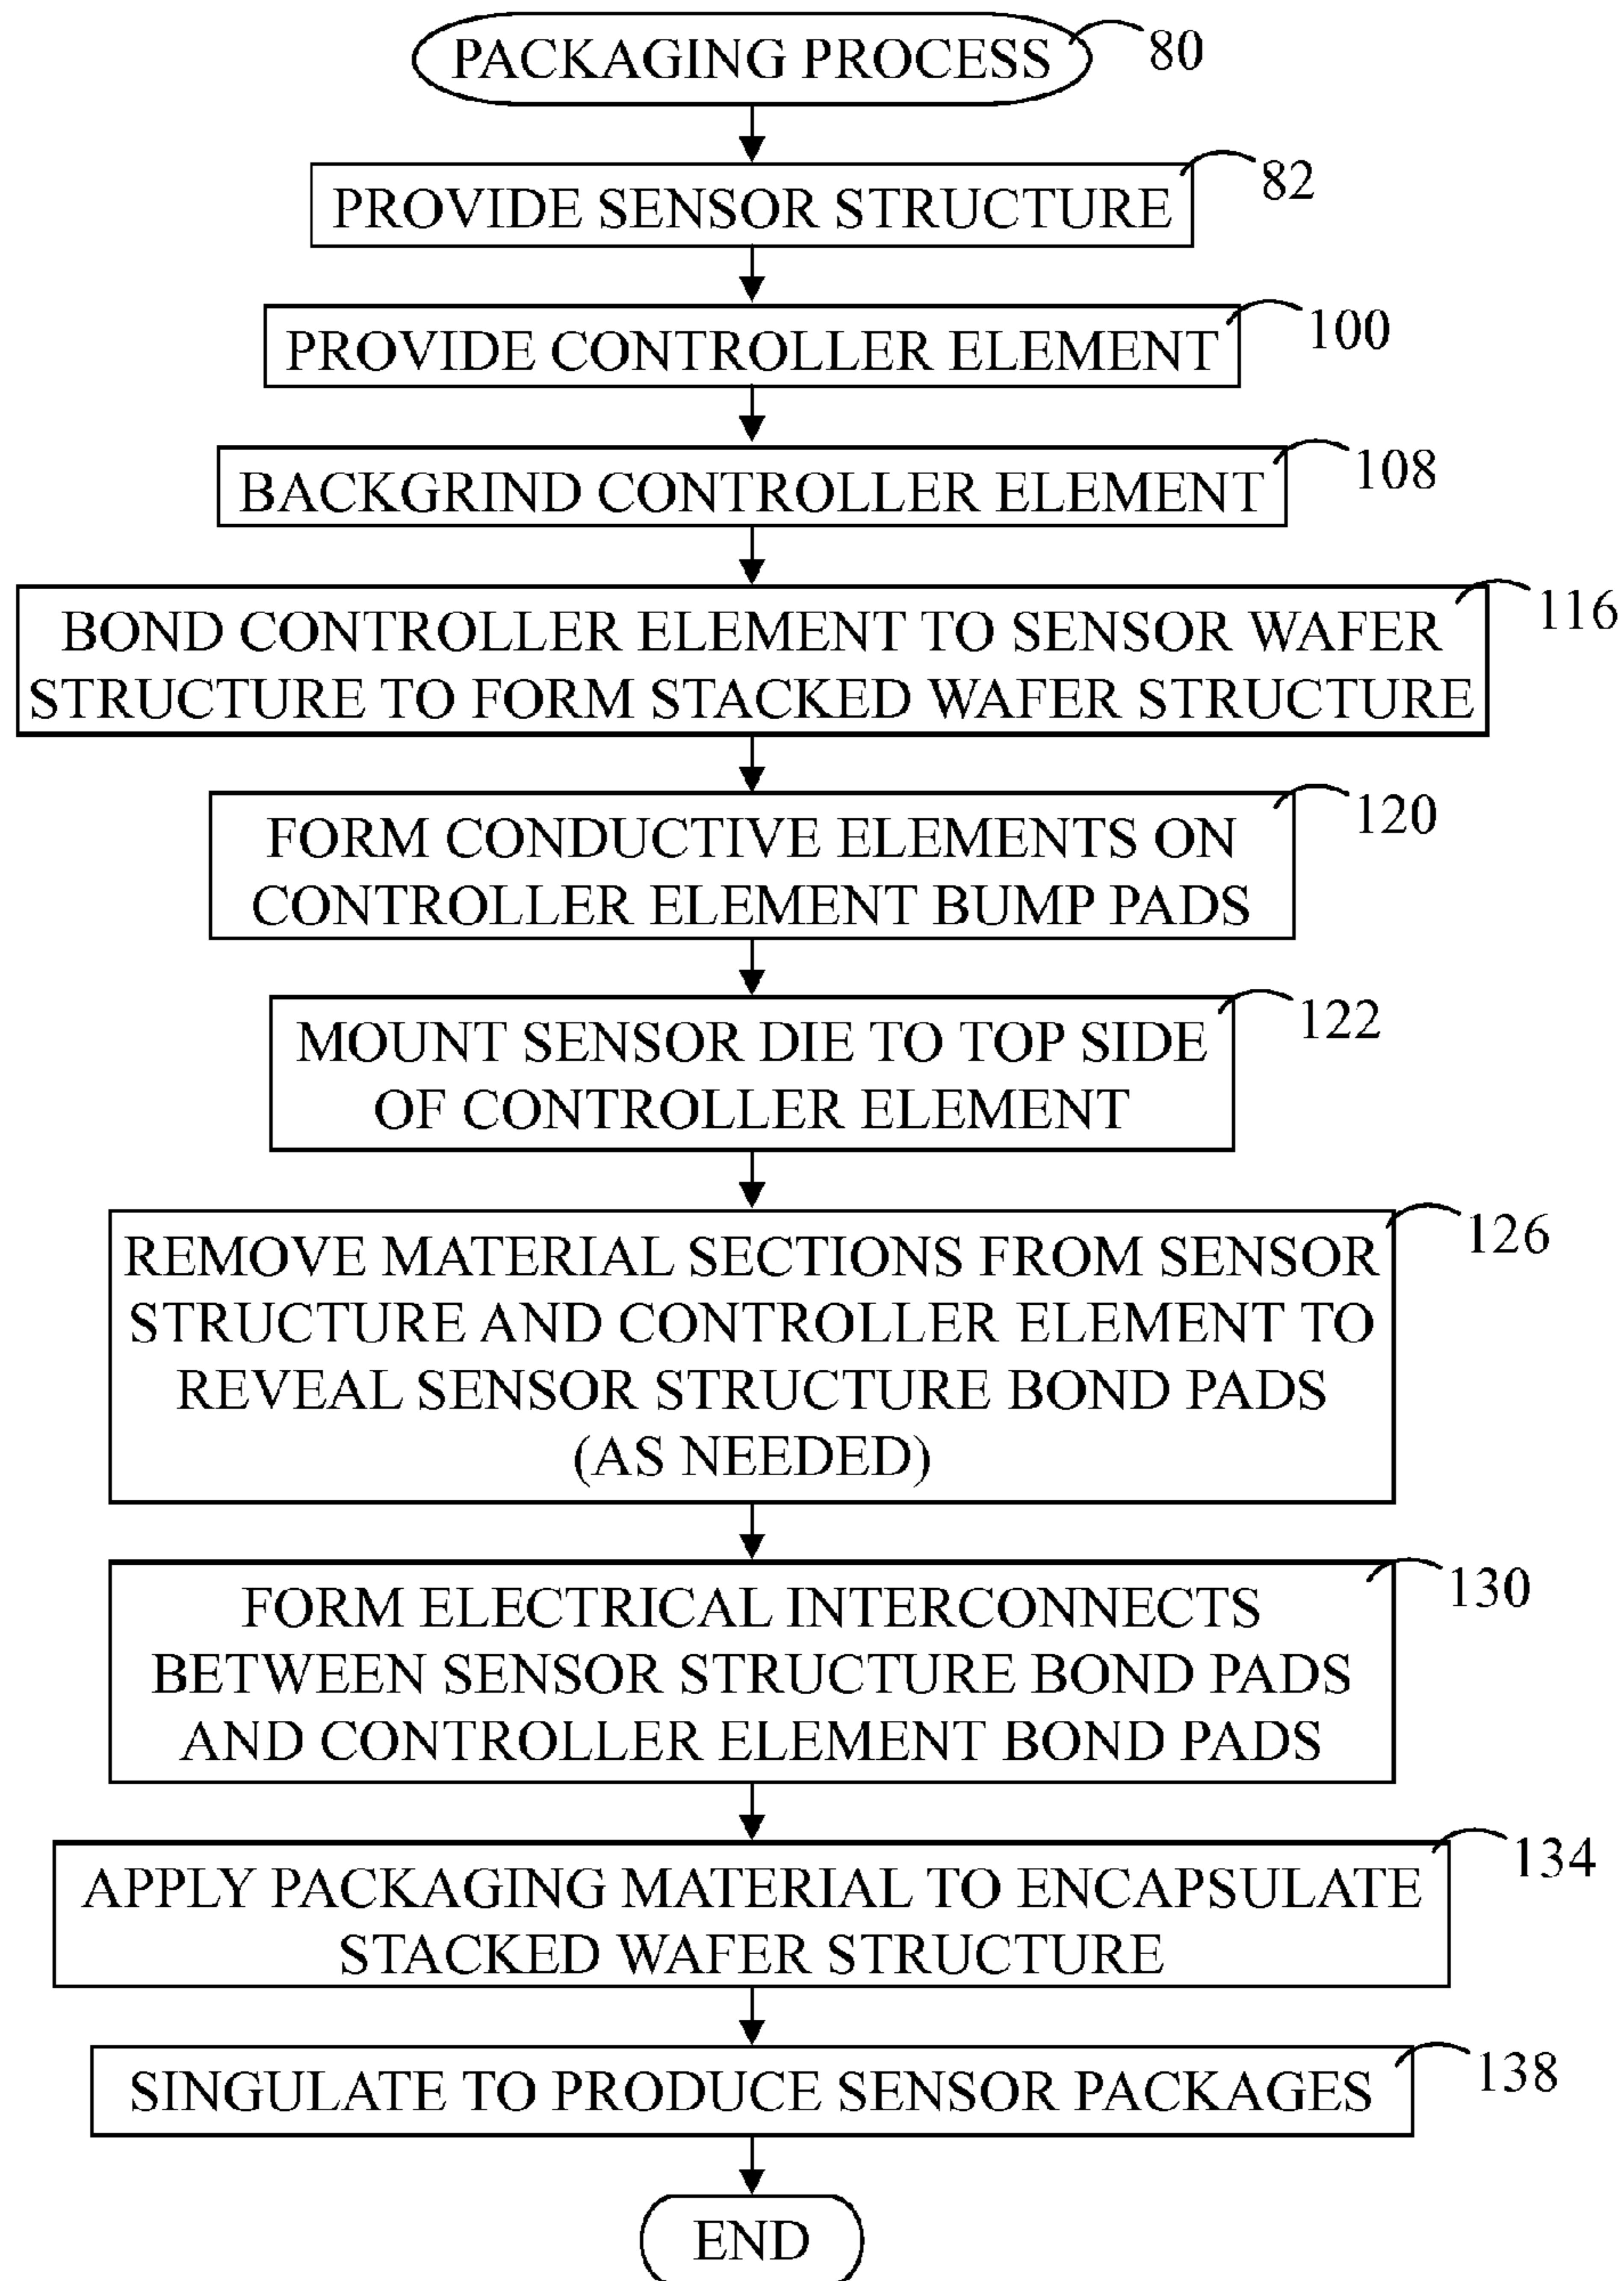 PACKAGING PROCESS
80
PROVIDE SENSOR STRUCTURE
82
PROVIDE CONTROLLER ELEMENT
100
BACKGRIND CONTROLLER ELEMENT
108
BOND CONTROLLER ELEMENT TO SENSOR WAFER
STRUCTURE TO FORM STACKED WAFER STRUCTURE
116
FORM CONDUCTIVE ELEMENTS ON
CONTROLLER ELEMENT BUMP PADS
120
MOUNT SENSOR DIE TO TOP SIDE
OF CONTROLLER ELEMENT
122
REMOVE MATERIAL SECTIONS FROM SENSOR
STRUCTURE AND CONTROLLER ELEMENT TO
REVEAL SENSOR STRUCTURE BOND PADS
(AS NEEDED)
126
FORM ELECTRICAL INTERCONNECTS
BETWEEN SENSOR STRUCTURE BOND PADS
AND CONTROLLER ELEMENT BOND PADS
130
APPLY PACKAGING MATERIAL TO ENCAPSULATE
STACKED WAFER STRUCTURE
134
SINGULATE TO PRODUCE SENSOR PACKAGES
138
END